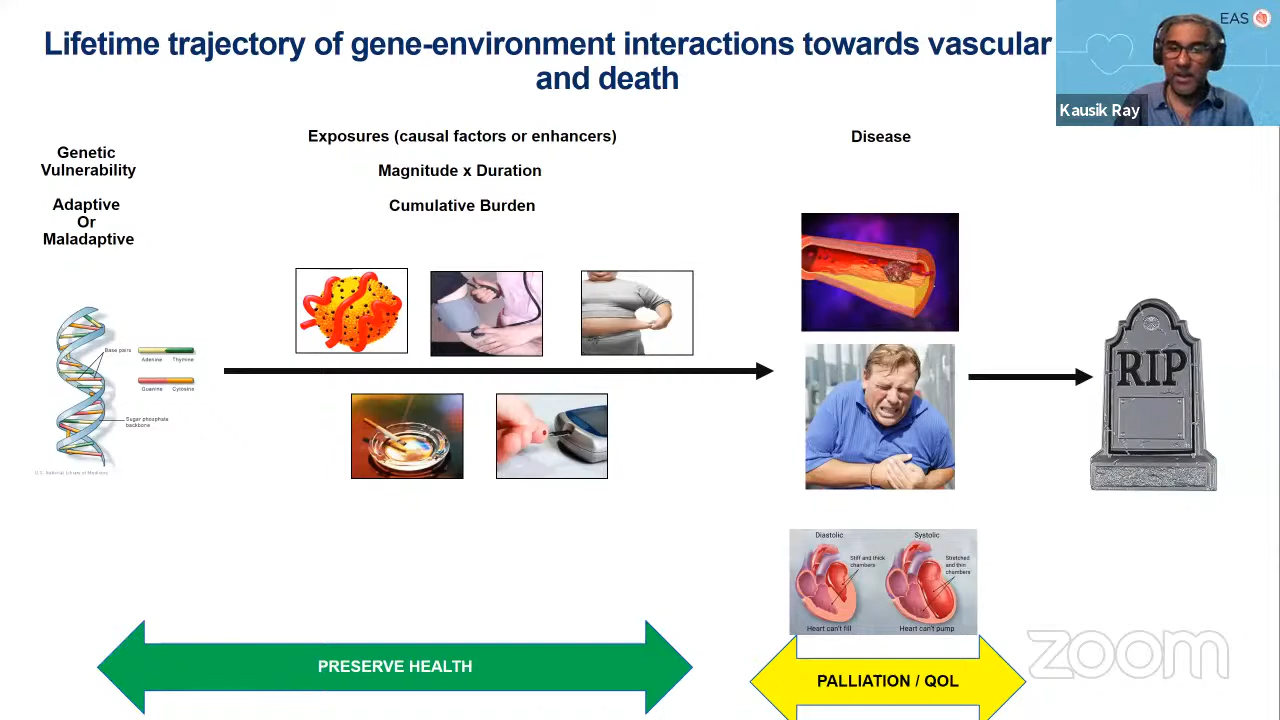 Lifetime trajectory of gene-environment interactions towards vascular
and death
EAS
Kausik Ray
Genetic
Vulnerability
Adaptive
Or
Maladaptive
Exposures (causal factors or enhancers)
Magnitude x Duration
Cumulative Burden
Disease
Base pairs
Adenine Thymine
Guanine Cytosine
Sugar phosphate
backbone
U.S. National Library of Medicine
RIP
Diastolic
Systolic
Stiff and thick
chambers
Stretched
and thin
chambers
Heart can't fill
Heart can't pump
PRESERVE HEALTH
PALLIATION / QOL
zoom